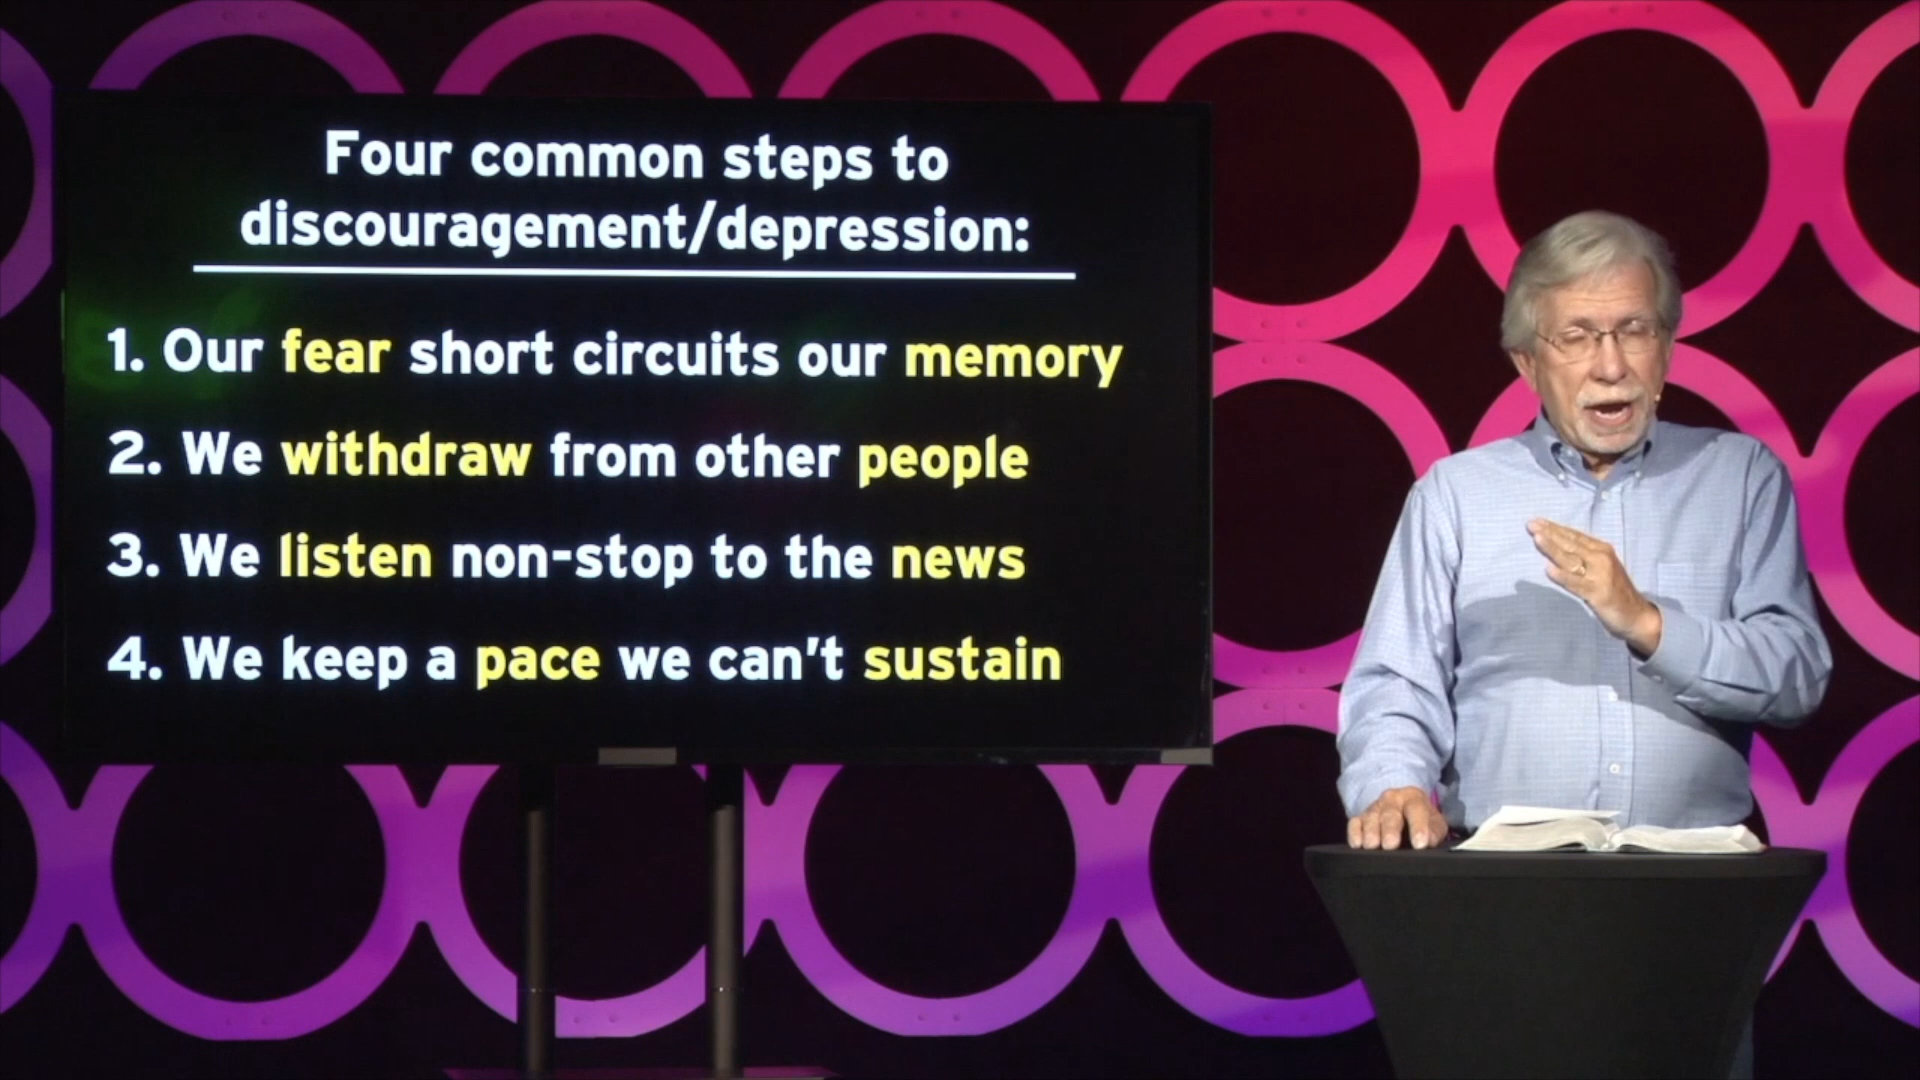 Four common steps to
discouragement/depression:
1. Our fear short circuits our memory
2. We withdraw from other people
3. We listen non-stop to the news
4. We keep a pace we can't sustain